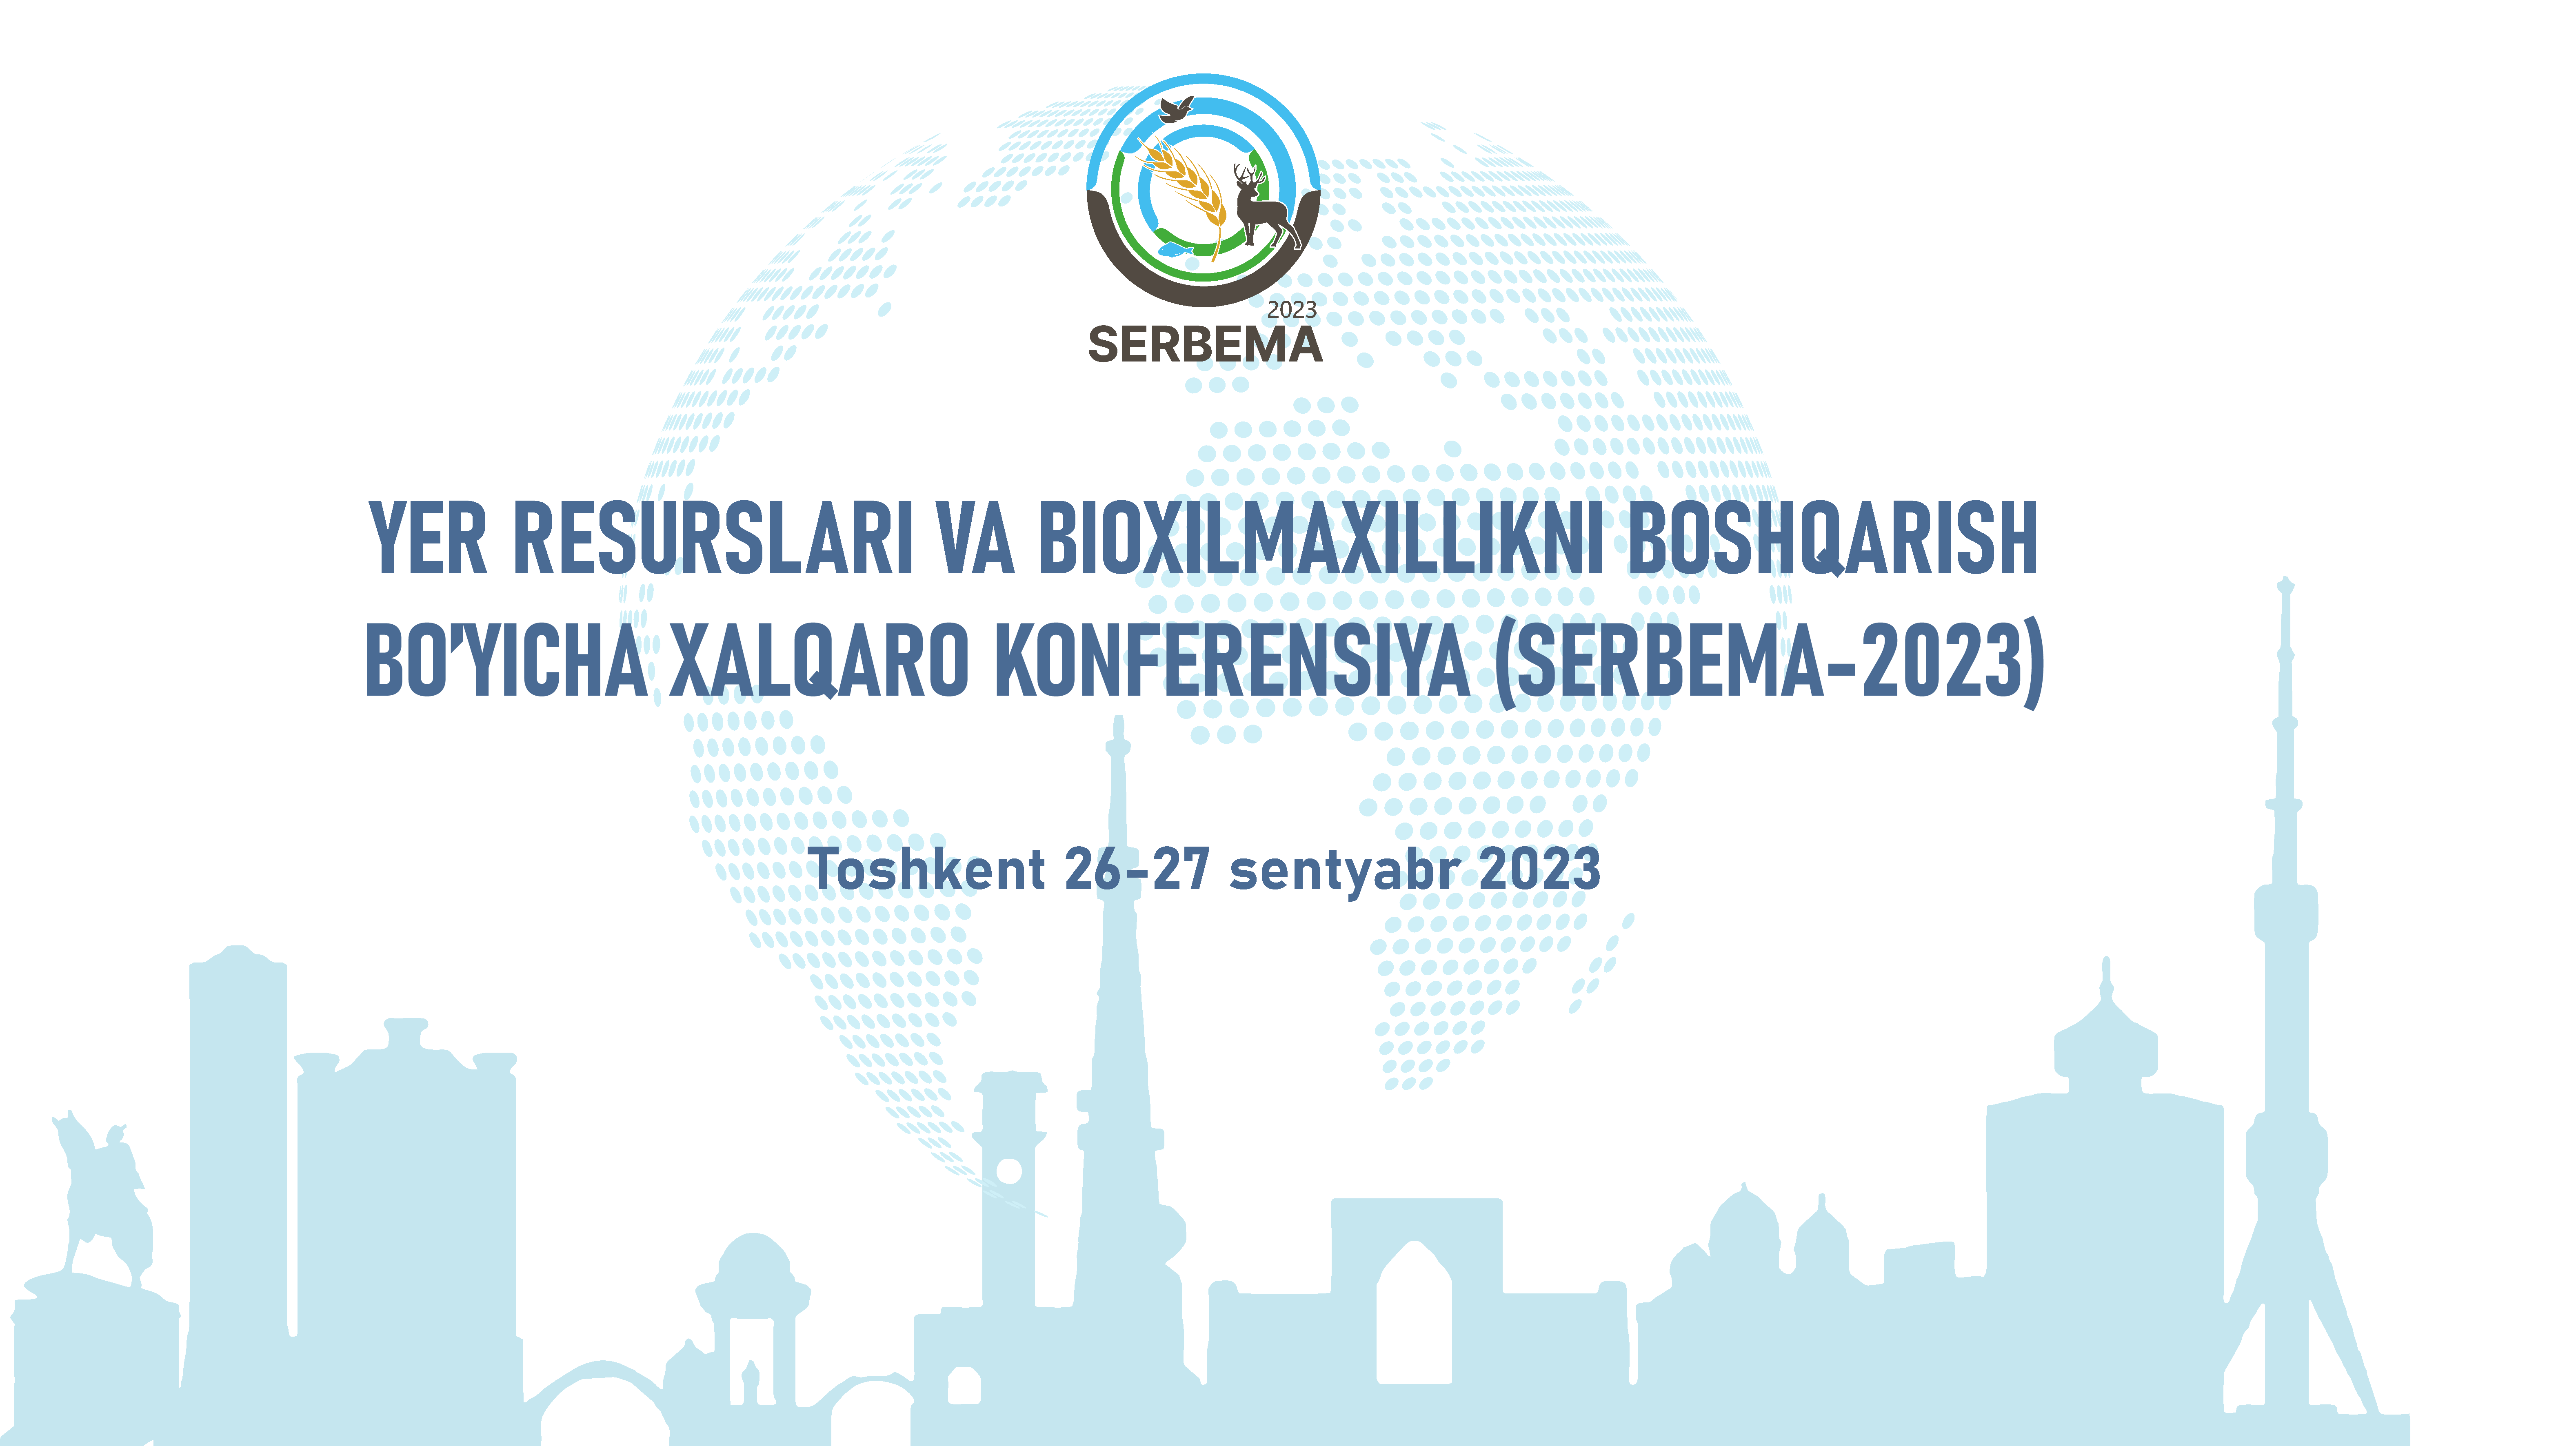 2023
SERBEMA
YER RESURSLARI VA BIOXILMAXILLIKNI BOSHQARISH
BO'YICHA XALQARO KONFERENSIYA (SERBEMA-2023)
Toshkent 26-27 sentyabr 2023